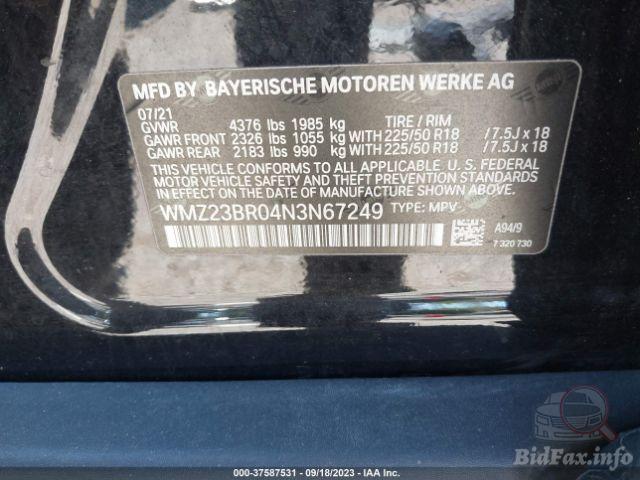 MFD BY BAYERISCHE MOTOREN WERKE AG
07/21
GVWR 4376 lbs 1985 kg TIRE / RIM
GAWR FRONT 2326 lbs 1055 kg WITH 225/50 R18 /7.5J x 18
GAWR REAR 2183 lbs 990 kg WITH 225/50 R18 /7.5J x 18
THIS VEHICLE CONFORMS TO ALL APPLICABLE U. S. FEDERAL
MOTOR VEHICLE SAFETY, BUMPER, AND THEFT PREVENTION
STANDARDS IN EFFECT ON THE DATE OF MANUFACTURE SHOWN ABOVE.
WMZ23BR04N3N67249 TYPE: MPV
A94/9
7 320 730
BidFax.info
000-37587531 - 09/18/2023 - IAA Inc.